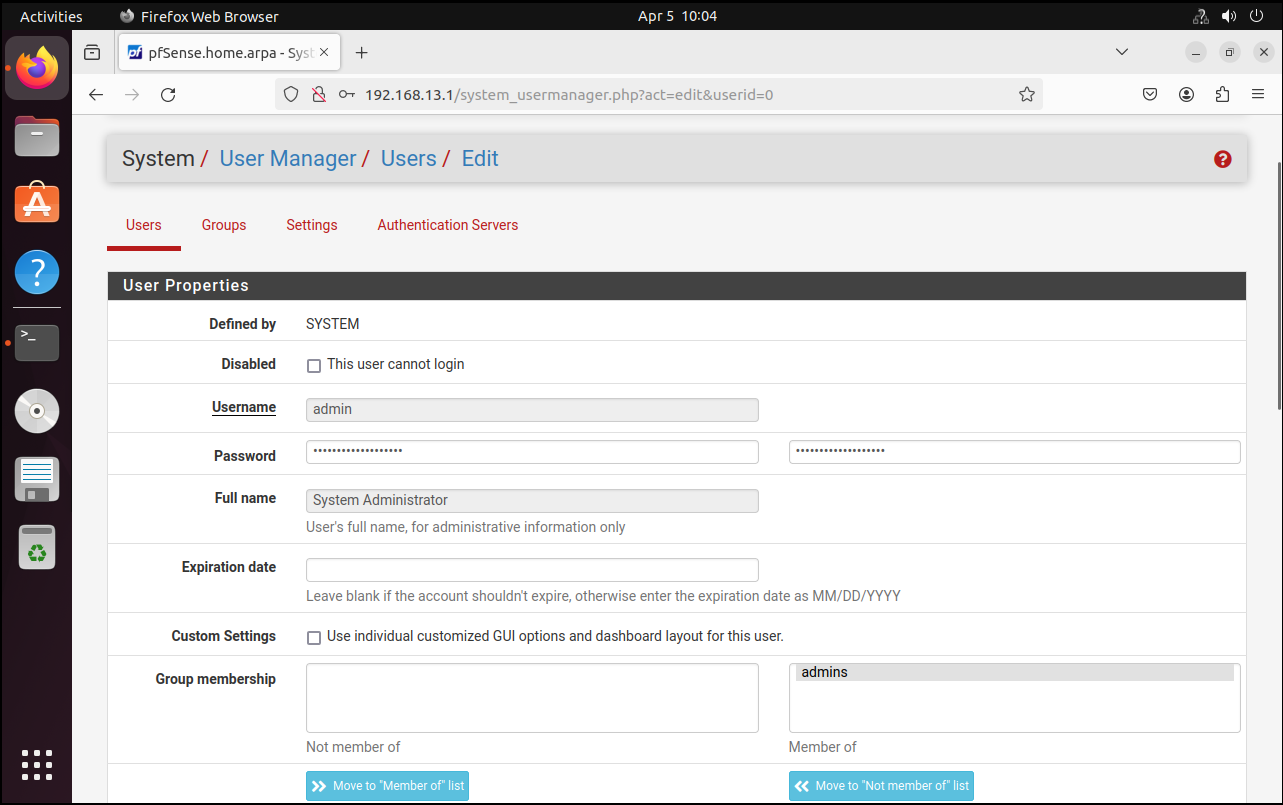 Activities Firefox Web Browser Apr 5 10:04
pfSense.home.arpa - Syst
192.168.13.1/system_usermanager.php?act=edit&userid=0
System / User Manager / Users / Edit
Users Groups Settings Authentication Servers
User Properties
Defined by SYSTEM
Disabled This user cannot login
Username admin
Password •••••••••••••••••• ••••••••••••••••••
Full name System Administrator
User's full name, for administrative information only
Expiration date
Leave blank if the account shouldn't expire, otherwise enter the expiration date as MM/DD/YYYY
Custom Settings Use individual customized GUI options and dashboard layout for this user.
Group membership admins
Not member of Member of
Move to "Member of" list Move to "Not member of" list